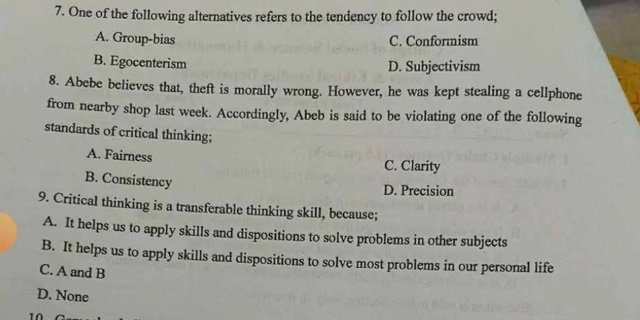 7. One of the following alternatives refers to the tendency to follow the crowd;
A. Group-bias C. Conformism
B. Egocenterism D. Subjectivism
8. Abebe believes that, theft is morally wrong. However, he was kept stealing a cellphone
from nearby shop last week. Accordingly, Abeb is said to be violating one of the following
standards of critical thinking;
A. Fairness C. Clarity
B. Consistency D. Precision
9. Critical thinking is a transferable thinking skill, because;
A. It helps us to apply skills and dispositions to solve problems in other subjects
B. It helps us to apply skills and dispositions to solve most problems in our personal life
C. A and B
D. None
10.